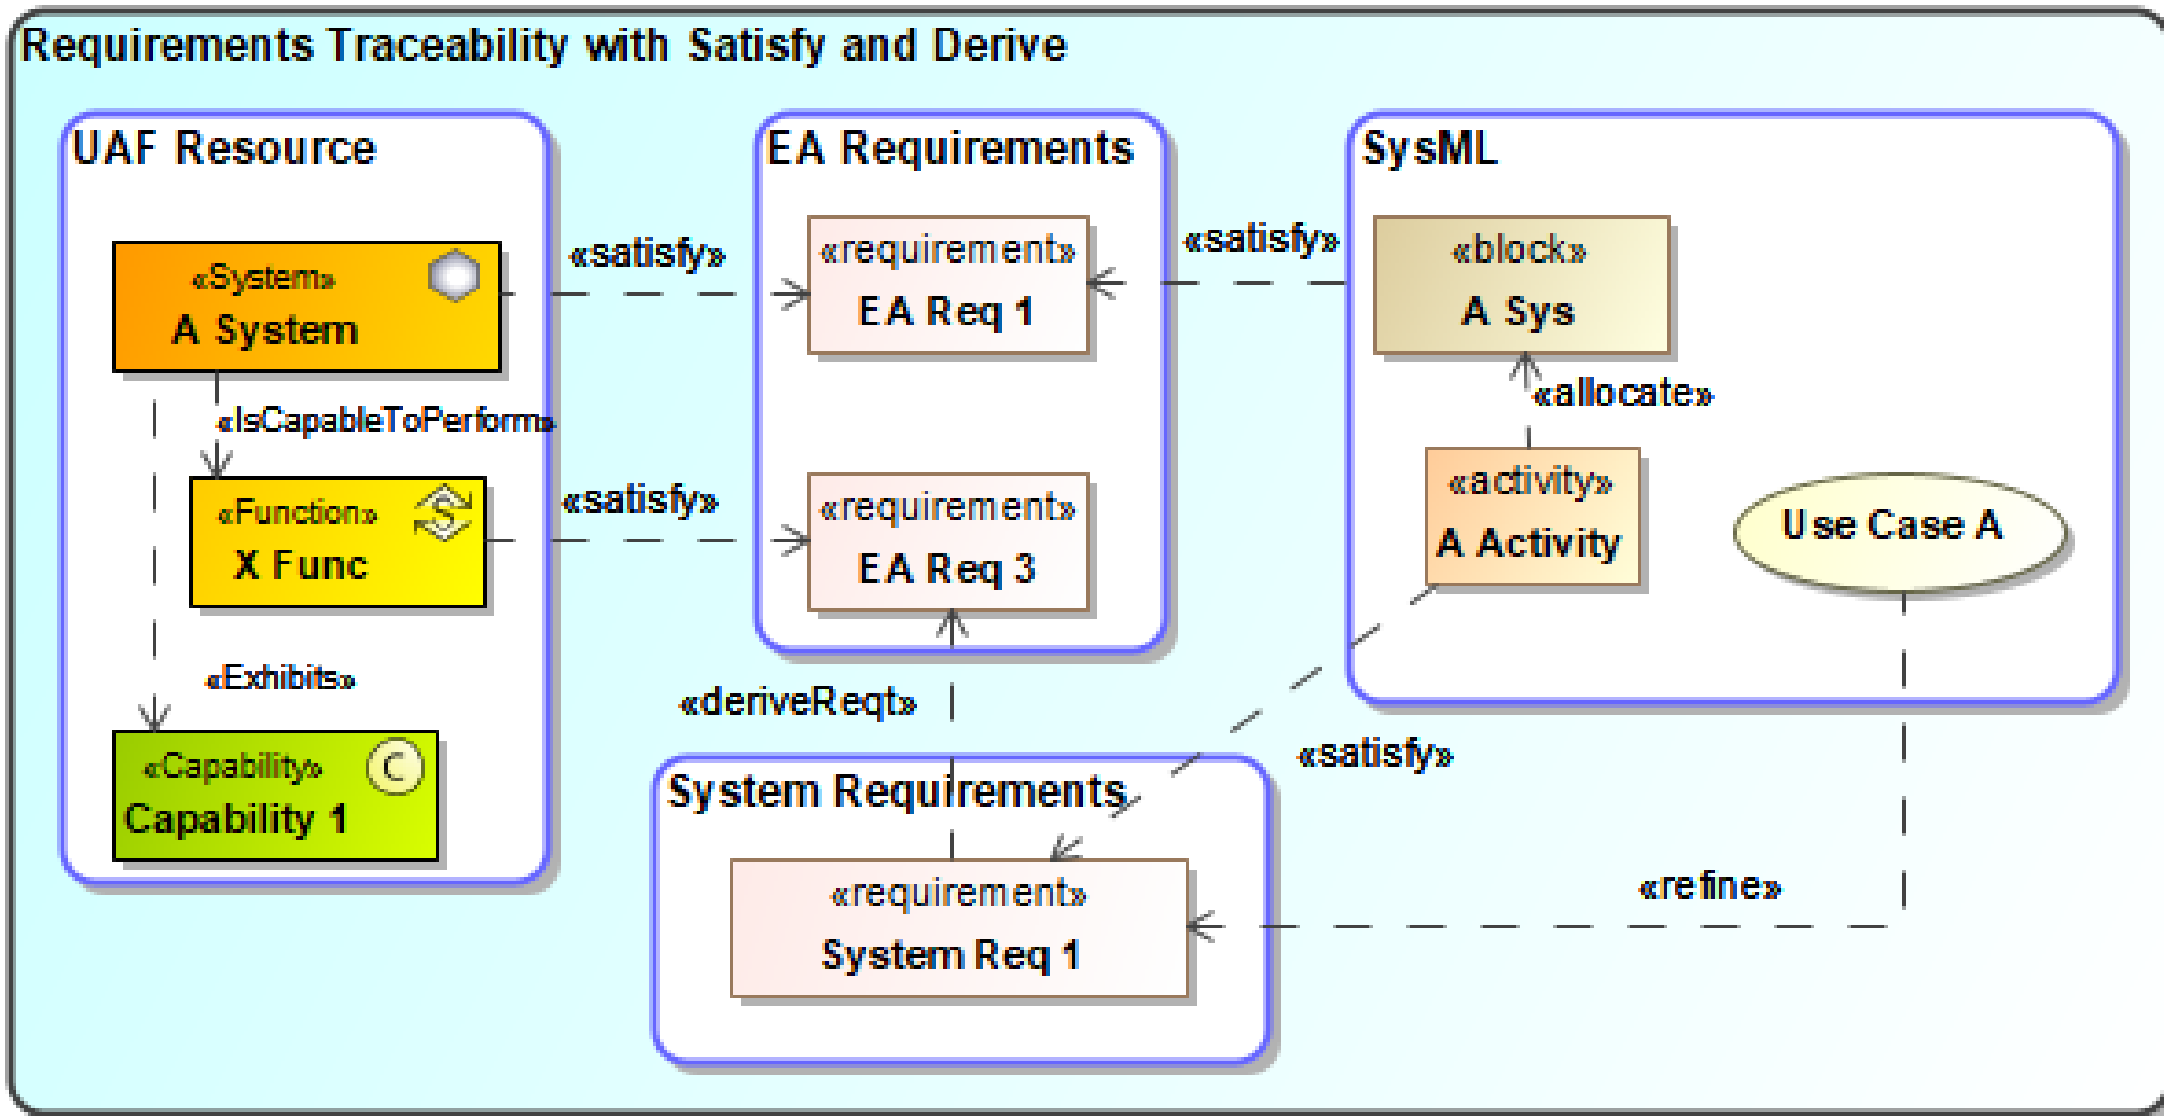 Requirements Traceability with Satisfy and Derive
UAF Resource
«System»
A System
«IsCapableToPerform»
«Function»
X Func
«Exhibits»
«Capability»
C
Capability 1
«satisfy»
«satisfy»
EA Requirements
«requirement»
EA Req 1
«requirement»
EA Req 3
«deriveReqt»
System Requirements
«requirement»
System Req 1
«satisfy»
SysML
«block»
A Sys
«allocate»
«activity»
A Activity
Use Case A
«satisfy»
«refine»